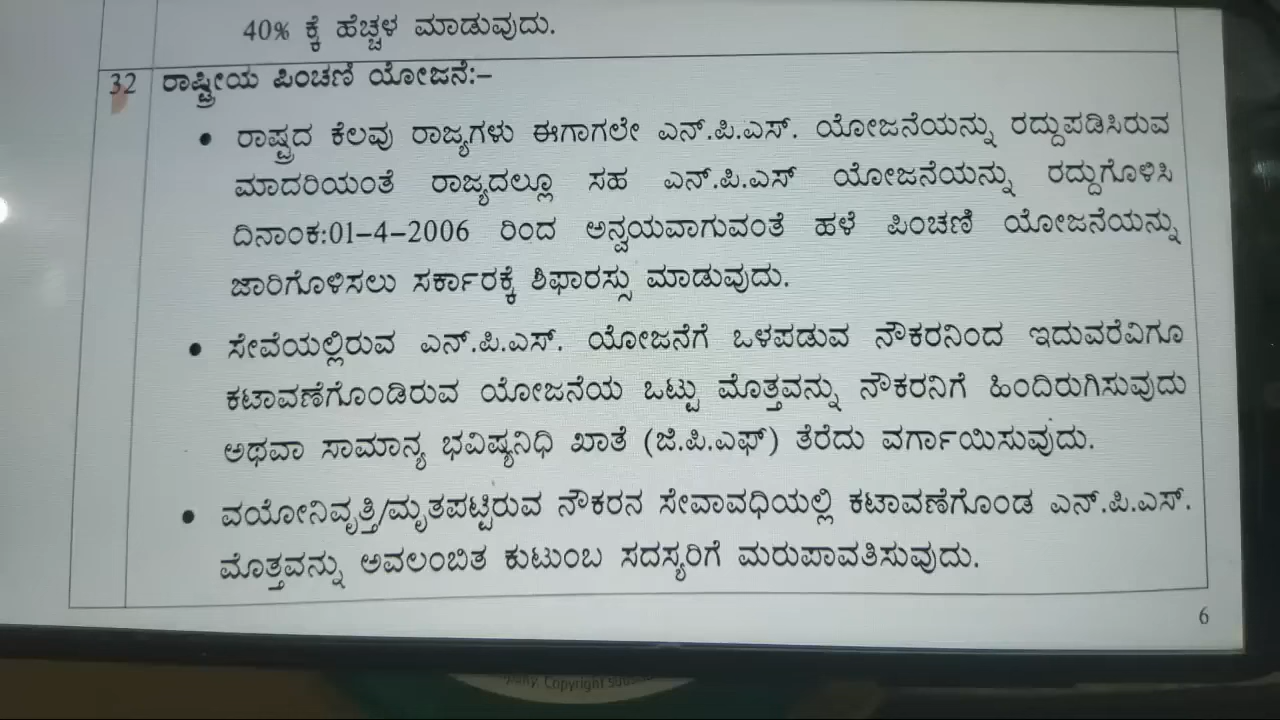 40% ಕ್ಕೆ ಹೆಚ್ಚಳ ಮಾಡುವುದು.
32 ರಾಷ್ಟ್ರೀಯ ಪಿಂಚಣಿ ಯೋಜನೆ:–
• ರಾಷ್ಟ್ರದ ಕೆಲವು ರಾಜ್ಯಗಳು ಈಗಾಗಲೇ ಎನ್.ಪಿ.ಎಸ್. ಯೋಜನೆಯನ್ನು ರದ್ದುಪಡಿಸಿರುವ
ಮಾದರಿಯಂತೆ ರಾಜ್ಯದಲ್ಲೂ ಸಹ ಎನ್.ಪಿ.ಎಸ್ ಯೋಜನೆಯನ್ನು ರದ್ದುಗೊಳಿಸಿ
ದಿನಾಂಕ:01–4–2006 ರಿಂದ ಅನ್ವಯವಾಗುವಂತೆ ಹಳೆ ಪಿಂಚಣಿ ಯೋಜನೆಯನ್ನು
ಜಾರಿಗೊಳಿಸಲು ಸರ್ಕಾರಕ್ಕೆ ಶಿಫಾರಸ್ಸು ಮಾಡುವುದು.
• ಸೇವೆಯಲ್ಲಿರುವ ಎನ್.ಪಿ.ಎಸ್. ಯೋಜನೆಗೆ ಒಳಪಡುವ ನೌಕರನಿಂದ ಇದುವರೆವಿಗೂ
ಕಟಾವಣೆಗೊಂಡಿರುವ ಯೋಜನೆಯ ಒಟ್ಟು ಮೊತ್ತವನ್ನು ನೌಕರನಿಗೆ ಹಿಂದಿರುಗಿಸುವುದು
ಅಥವಾ ಸಾಮಾನ್ಯ ಭವಿಷ್ಯನಿಧಿ ಖಾತೆ (ಜಿ.ಪಿ.ಎಫ್) ತೆರೆದು ವರ್ಗಾಯಿಸುವುದು.
• ವಯೋನಿವೃತ್ತಿ/ಮೃತಪಟ್ಟಿರುವ ನೌಕರನ ಸೇವಾವಧಿಯಲ್ಲಿ ಕಟಾವಣೆಗೊಂಡ ಎನ್.ಪಿ.ಎಸ್.
ಮೊತ್ತವನ್ನು ಅವಲಂಬಿತ ಕುಟುಂಬ ಸದಸ್ಯರಿಗೆ ಮರುಪಾವತಿಸುವುದು.
6
Copyright